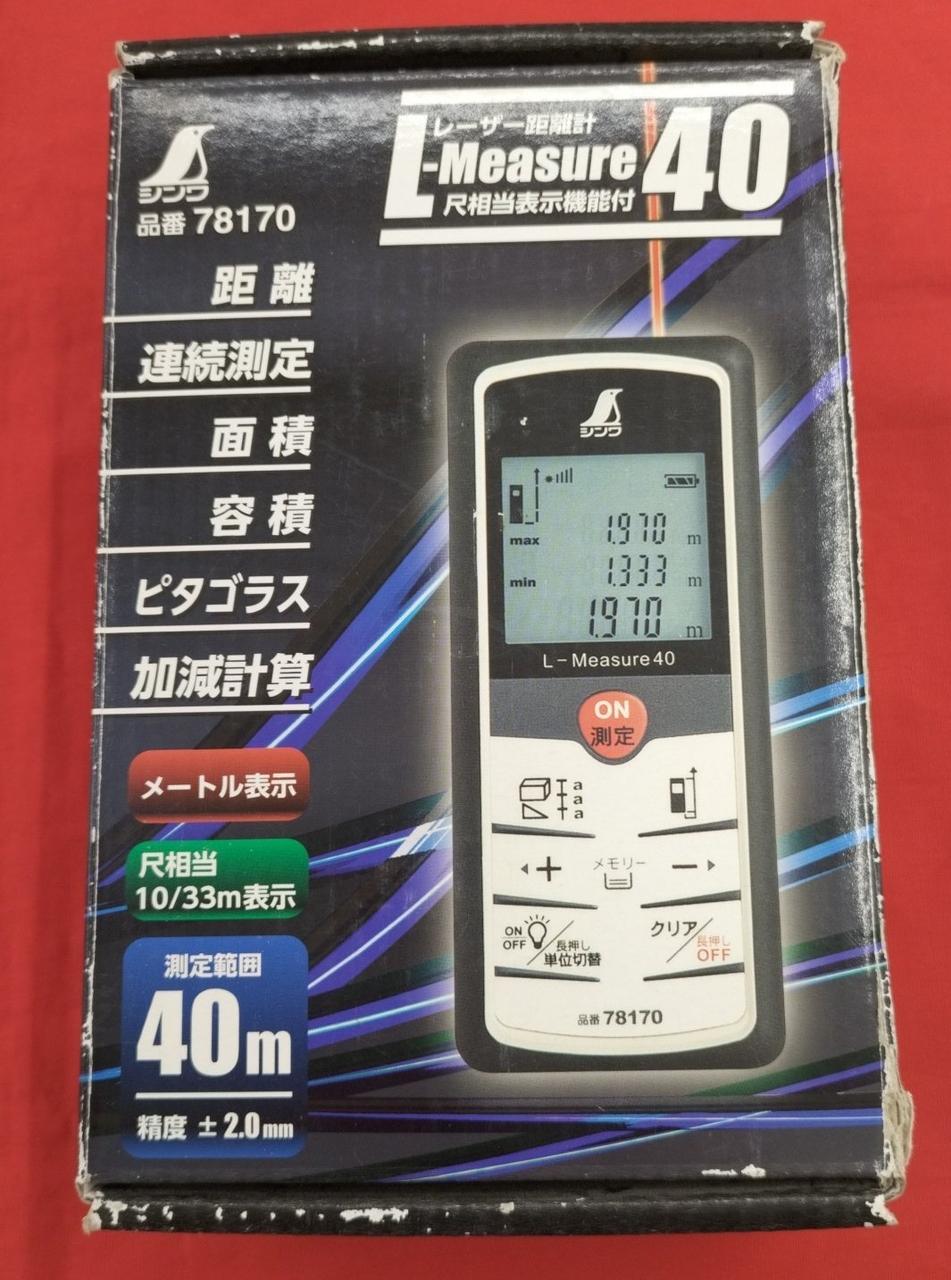 シンワ
品番 78170
レーザー距離計
L-Measure 40
尺相当表示機能付
距離
連続測定
面積
容積
ピタゴラス
加減計算
メートル表示
尺相当
10/33m表示
測定範囲
40m
精度 ±2.0mm
シンワ
max 1.970 m
min 1.333 m
1.970 m
L-Measure40
ON
測定
a
a
a
+ メモリー −
ON
OFF
長押し
単位切替
クリア
長押し
OFF
品番 78170